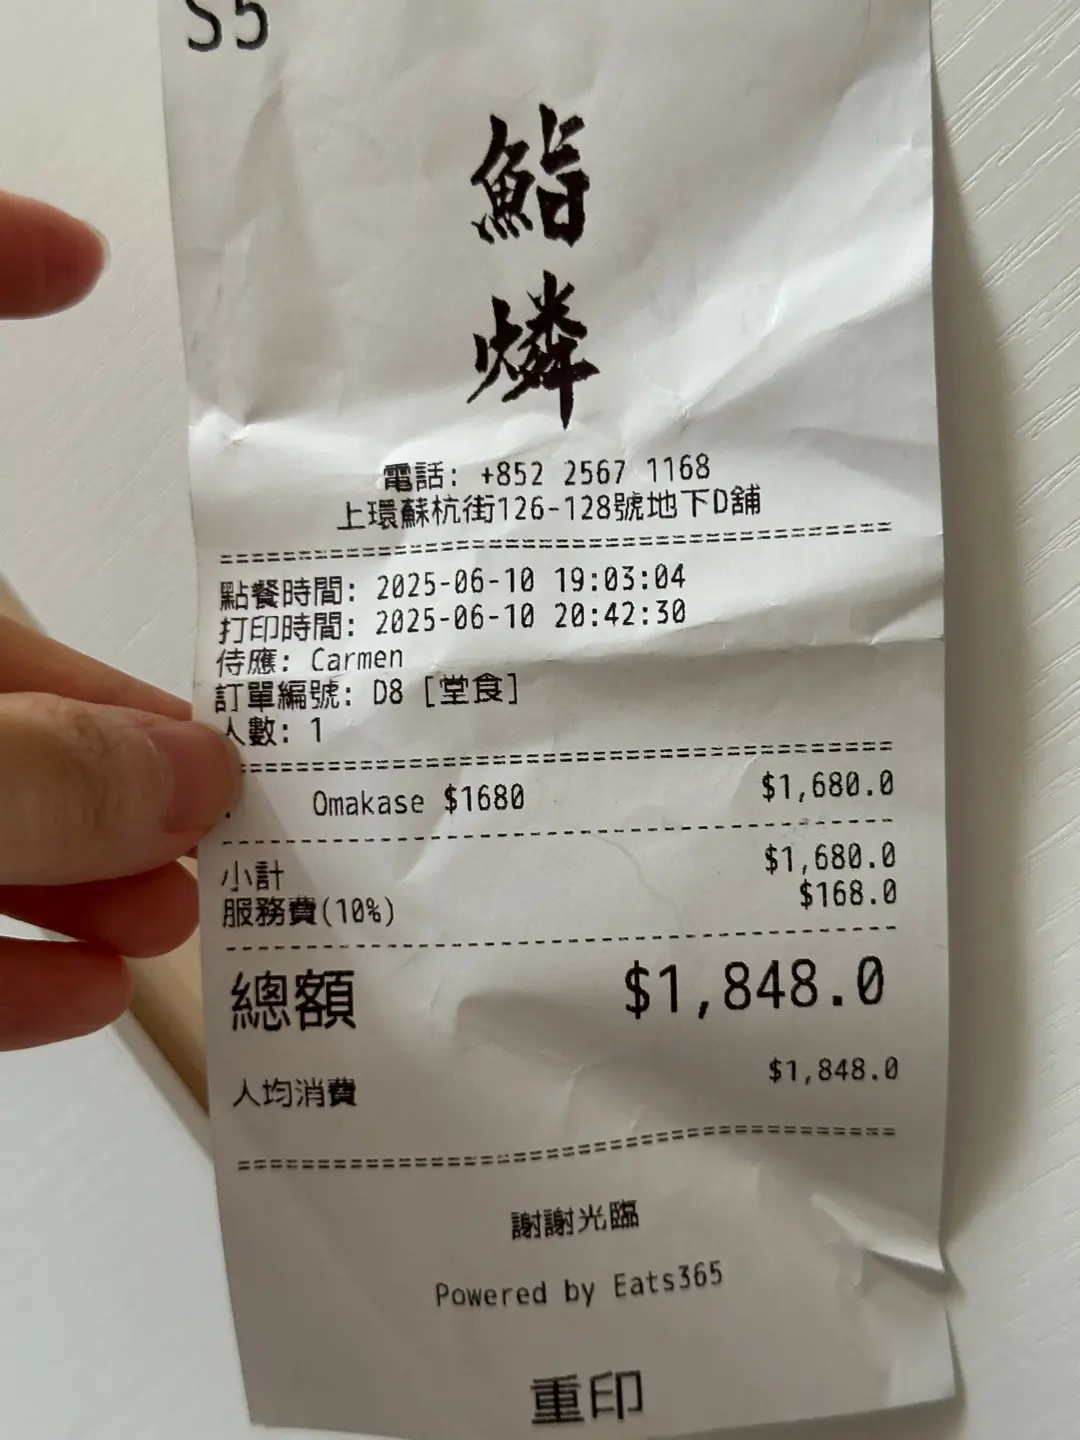 S5
鮨
燐
電話: +852 2567 1168
上環蘇杭街126-128號地下D舖
點餐時間: 2025-06-10 19:03:04
打印時間: 2025-06-10 20:42:30
侍應: Carmen
訂單編號: D8 [堂食]
人數: 1
Omakase $1680 $1,680.0
小計 $1,680.0
服務費(10%) $168.0
總額 $1,848.0
人均消費 $1,848.0
謝謝光臨
Powered by Eats365
重印